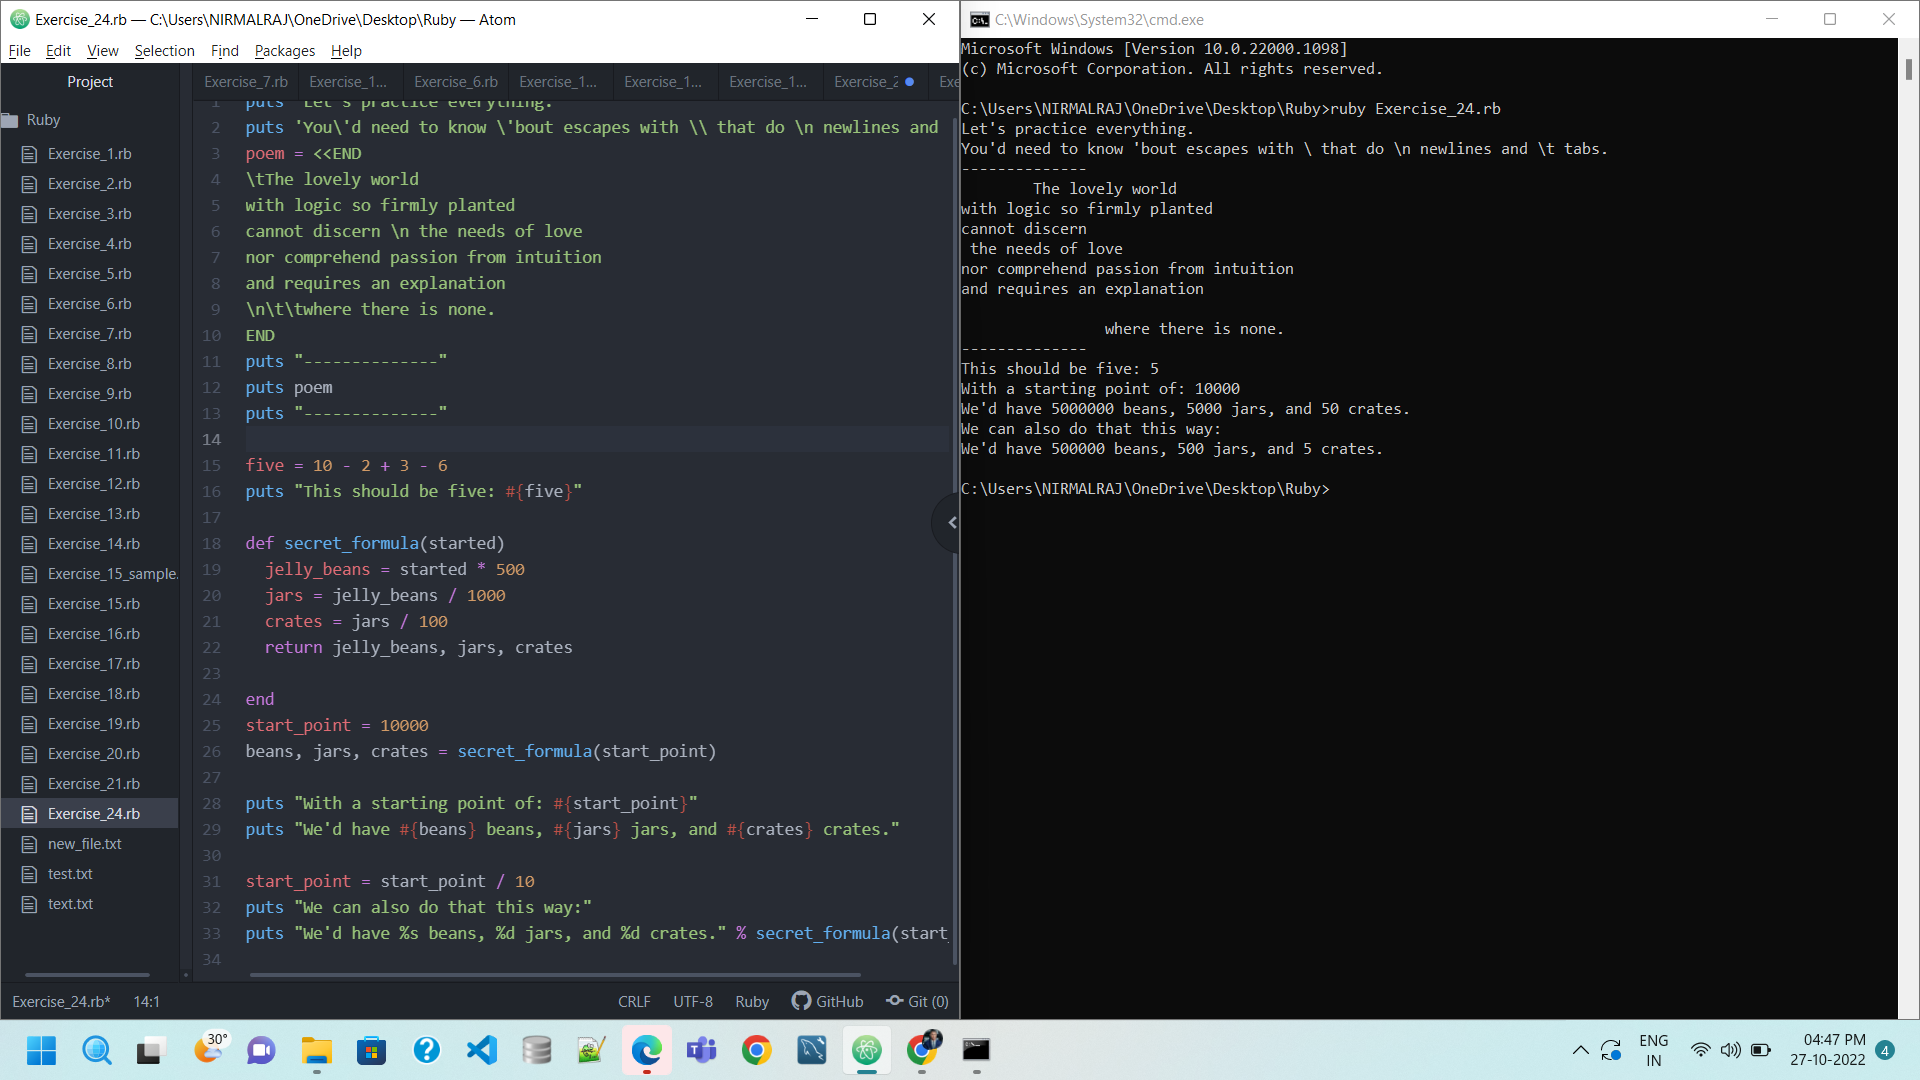 Exercise_24.rb — C:\Users\NIRMALRAJ\OneDrive\Desktop\Ruby — Atom
File Edit View Selection Find Packages Help
Project
Ruby
Exercise_1.rb
Exercise_2.rb
Exercise_3.rb
Exercise_4.rb
Exercise_5.rb
Exercise_6.rb
Exercise_7.rb
Exercise_8.rb
Exercise_9.rb
Exercise_10.rb
Exercise_11.rb
Exercise_12.rb
Exercise_13.rb
Exercise_14.rb
Exercise_15_sample.
Exercise_15.rb
Exercise_16.rb
Exercise_17.rb
Exercise_18.rb
Exercise_19.rb
Exercise_20.rb
Exercise_21.rb
Exercise_24.rb
new_file.txt
test.txt
text.txt
Exercise_7.rb Exercise_1... Exercise_6.rb Exercise_1... Exercise_1... Exercise_1... Exercise_2 Exe
1 puts "Let's practice everything.
2 puts 'You\'d need to know \'bout escapes with \\ that do \n newlines and
3 poem = <<END
4 \tThe lovely world
5 with logic so firmly planted
6 cannot discern \n the needs of love
7 nor comprehend passion from intuition
8 and requires an explanation
9 \n\t\twhere there is none.
10 END
11 puts "--------------"
12 puts poem
13 puts "--------------"
14
15 five = 10 - 2 + 3 - 6
16 puts "This should be five: #{five}"
17
18 def secret_formula(started)
19 jelly_beans = started * 500
20 jars = jelly_beans / 1000
21 crates = jars / 100
22 return jelly_beans, jars, crates
23
24 end
25 start_point = 10000
26 beans, jars, crates = secret_formula(start_point)
27
28 puts "With a starting point of: #{start_point}"
29 puts "We'd have #{beans} beans, #{jars} jars, and #{crates} crates."
30
31 start_point = start_point / 10
32 puts "We can also do that this way:"
33 puts "We'd have %s beans, %d jars, and %d crates." % secret_formula(start_
34
Exercise_24.rb* 14:1 CRLF UTF-8 Ruby GitHub Git (0)
C:\Windows\System32\cmd.exe
Microsoft Windows [Version 10.0.22000.1098]
(c) Microsoft Corporation. All rights reserved.
C:\Users\NIRMALRAJ\OneDrive\Desktop\Ruby>ruby Exercise_24.rb
Let's practice everything.
You'd need to know 'bout escapes with \ that do \n newlines and \t tabs.
--------------
The lovely world
with logic so firmly planted
cannot discern
the needs of love
nor comprehend passion from intuition
and requires an explanation
where there is none.
--------------
This should be five: 5
With a starting point of: 10000
We'd have 5000000 beans, 5000 jars, and 50 crates.
We can also do that this way:
We'd have 500000 beans, 500 jars, and 5 crates.
C:\Users\NIRMALRAJ\OneDrive\Desktop\Ruby>
30°
ENG
IN
04:47 PM
27-10-2022
4